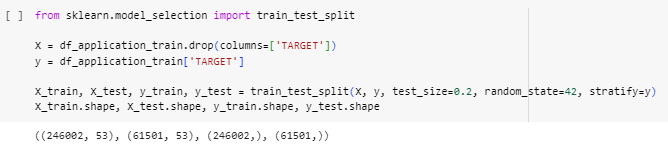 [ ] from sklearn.model_selection import train_test_split
X = df_application_train.drop(columns=['TARGET'])
y = df_application_train['TARGET']
X_train, X_test, y_train, y_test = train_test_split(X, y, test_size=0.2, random_state=42, stratify=y)
X_train.shape, X_test.shape, y_train.shape, y_test.shape
((246002, 53), (61501, 53), (246002,), (61501,))